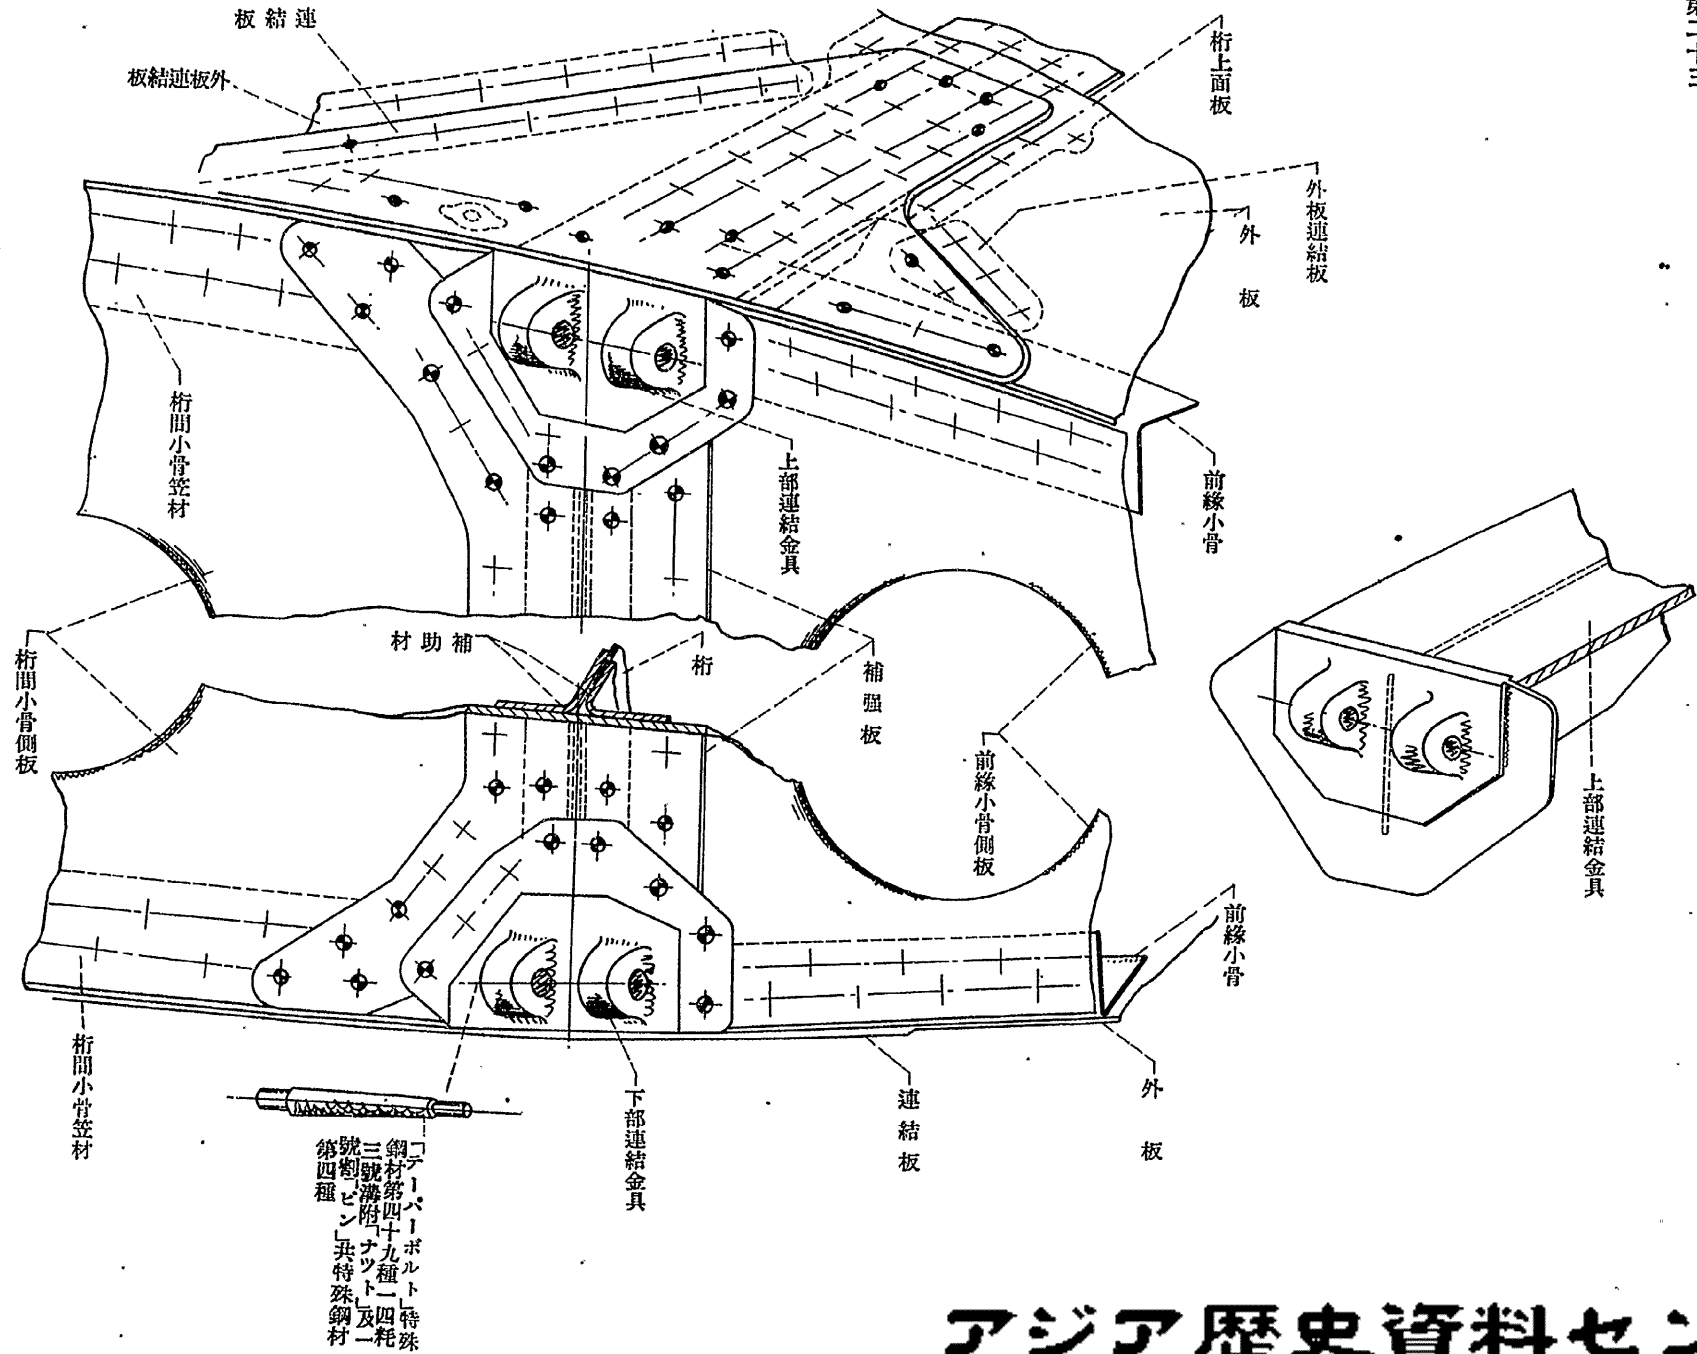 連結板
外板連結板
桁上面板
外板連結板
外板
桁間小骨笠材
上部連結金具
前緣小骨
桁間小骨側板
補助材
桁
補强板
前緣小骨側板
上部連結金具
前緣小骨
桁間小骨笠材
下部連結金具
連結板
外板
「テーパーボルト」特殊
鋼材第四十九種一四粍
三號溝附「ナット」及一
號割「ピン」共特殊鋼材
第四種
アジア歴史資料セン